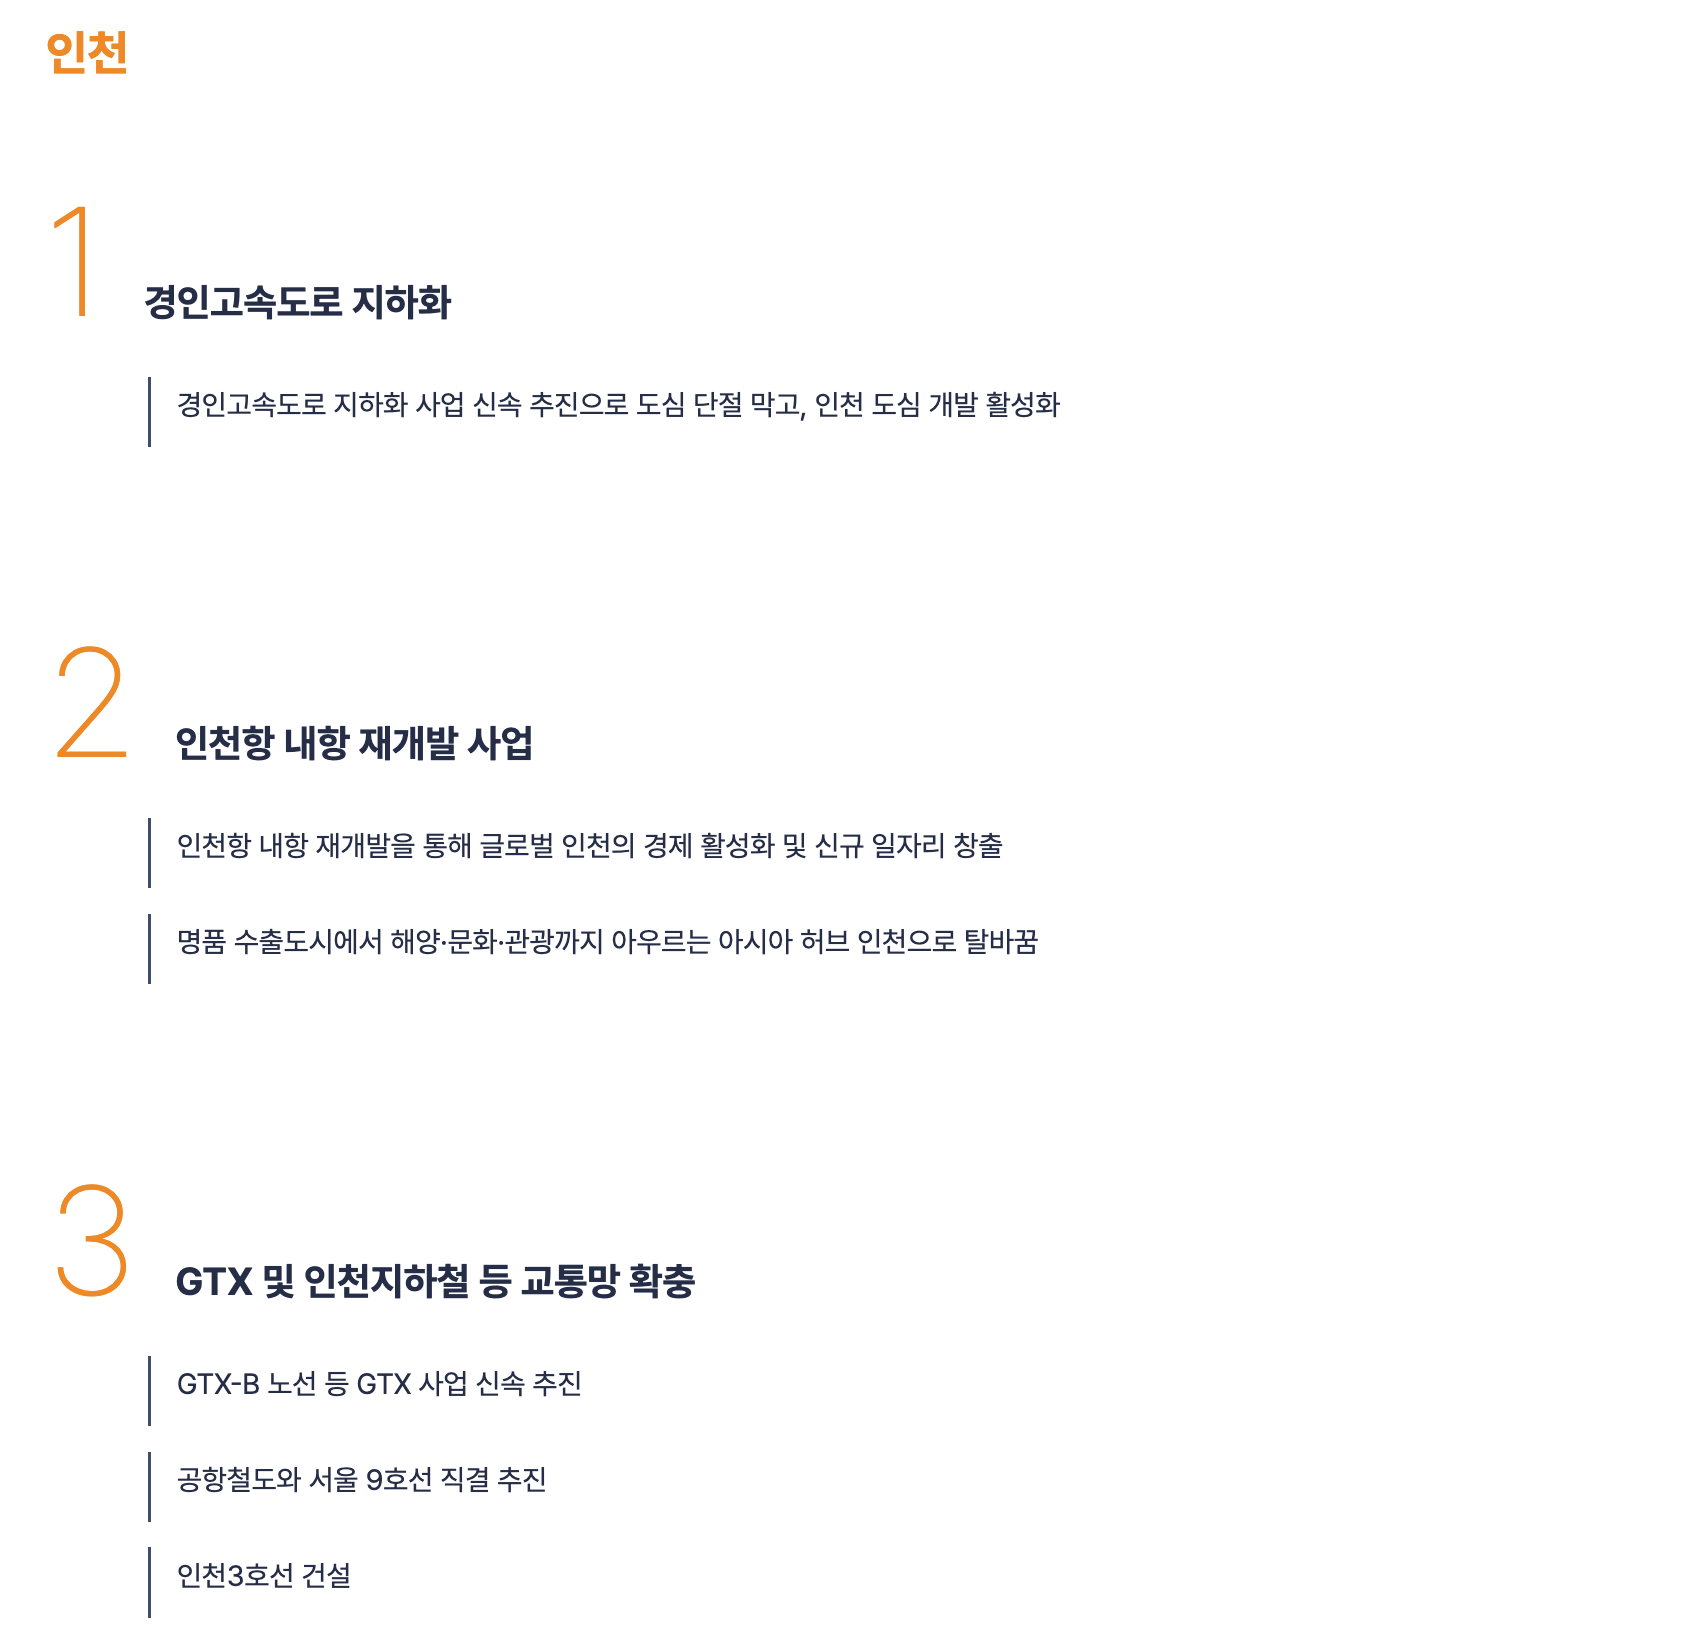 인천
1
경인고속도로 지하화
경인고속도로 지하화 사업 신속 추진으로 도심 단절 막고, 인천 도심 개발 활성화
2
인천항 내항 재개발 사업
인천항 내항 재개발을 통해 글로벌 인천의 경제 활성화 및 신규 일자리 창출
명품 수출도시에서 해양·문화·관광까지 아우르는 아시아 허브 인천으로 탈바꿈
3
GTX 및 인천지하철 등 교통망 확충
GTX-B 노선 등 GTX 사업 신속 추진
공항철도와 서울 9호선 직결 추진
인천3호선 건설